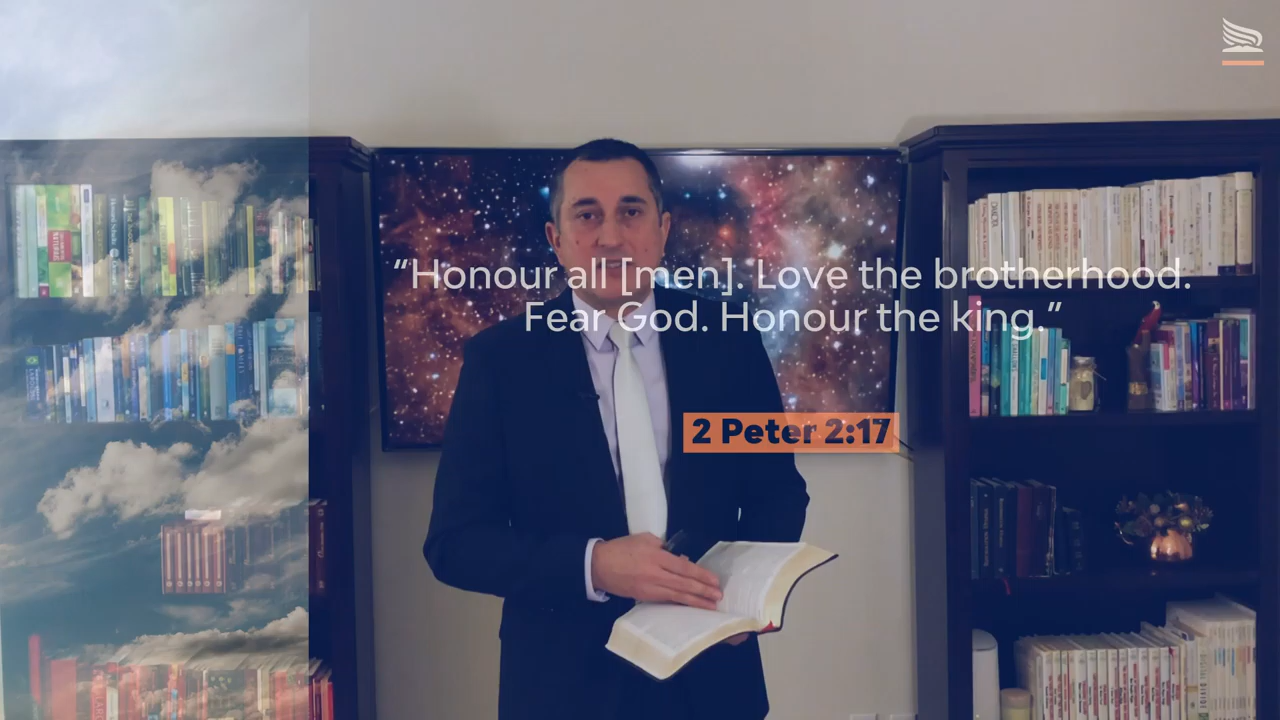 “Honour all [men]. Love the brotherhood.
Fear God. Honour the king.”
2 Peter 2:17